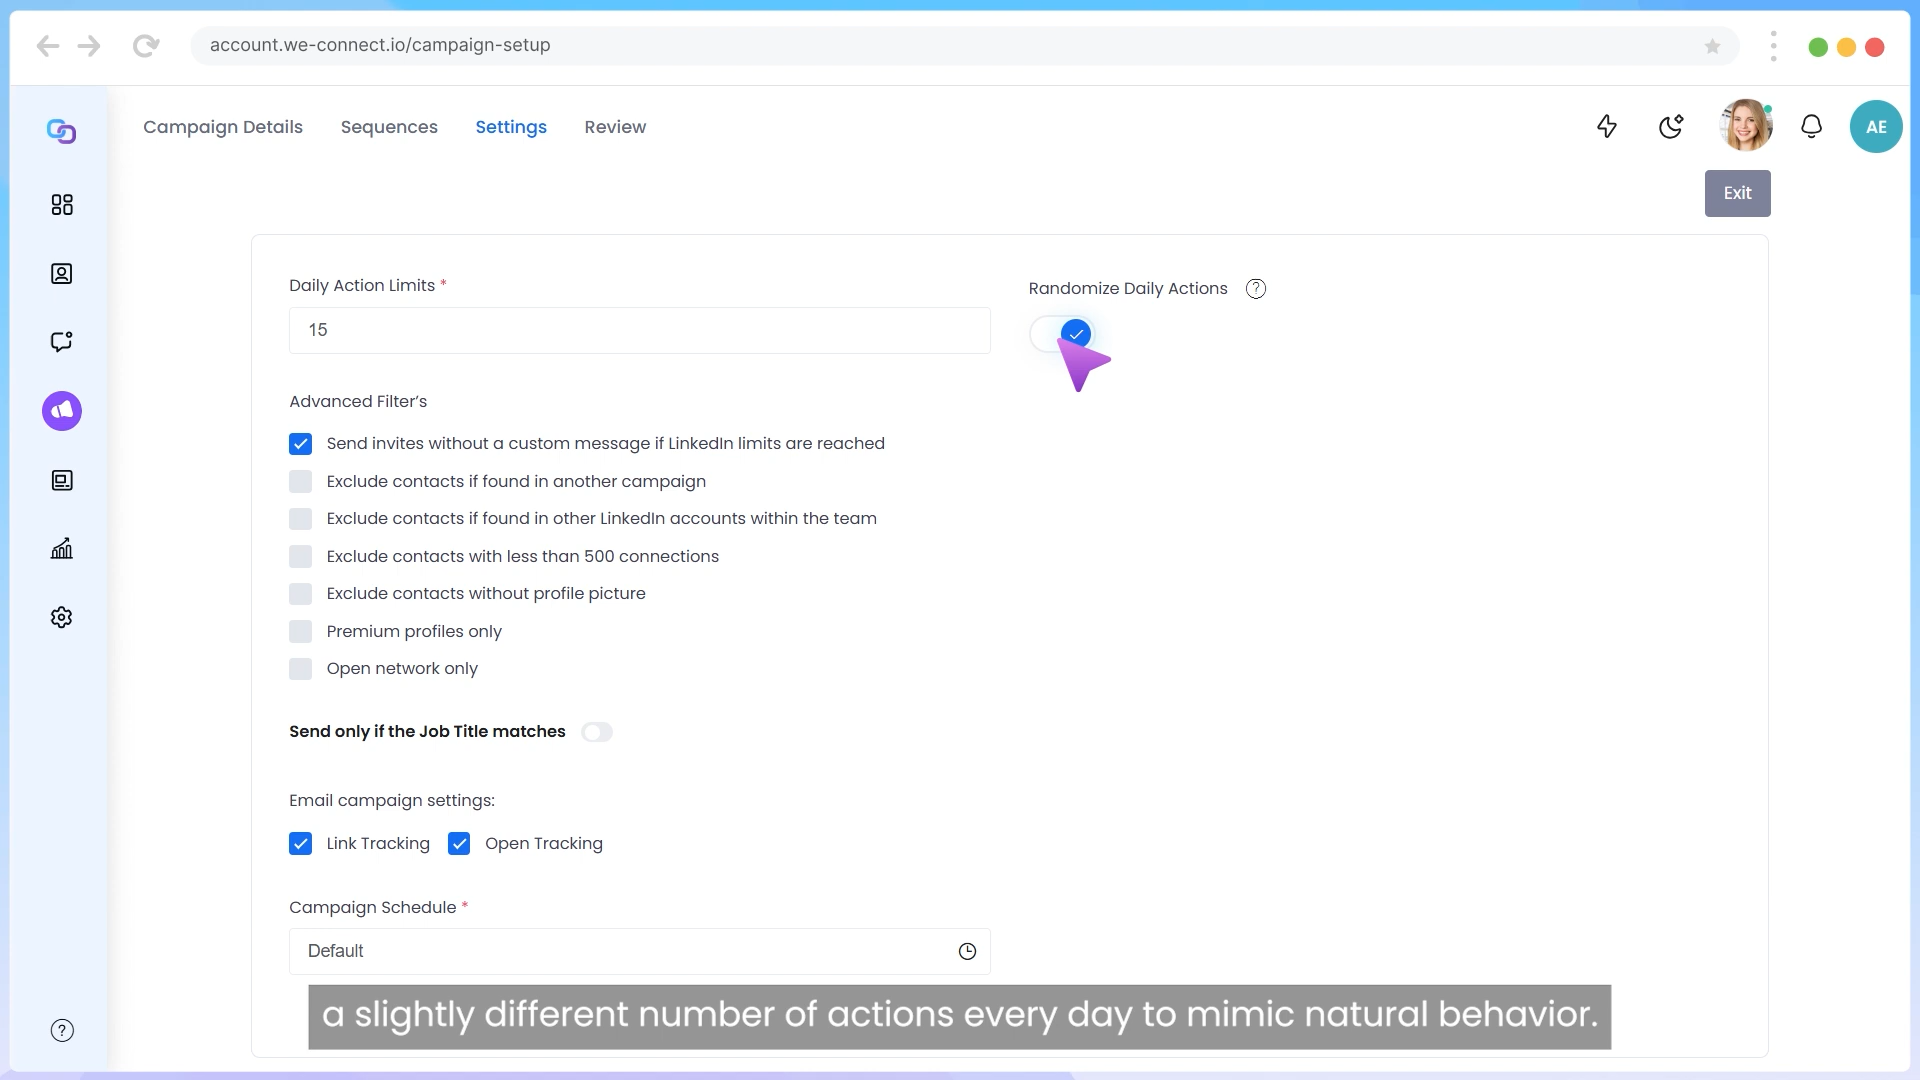 account.we-connect.io/campaign-setup
Campaign Details Sequences Settings Review
AE
Exit
Daily Action Limits *
Randomize Daily Actions ?
15
Advanced Filter’s
Send invites without a custom message if LinkedIn limits are reached
Exclude contacts if found in another campaign
Exclude contacts if found in other LinkedIn accounts within the team
Exclude contacts with less than 500 connections
Exclude contacts without profile picture
Premium profiles only
Open network only
Send only if the Job Title matches
Email campaign settings:
Link Tracking Open Tracking
Campaign Schedule *
Default
a slightly different number of actions every day to mimic natural behavior.
?